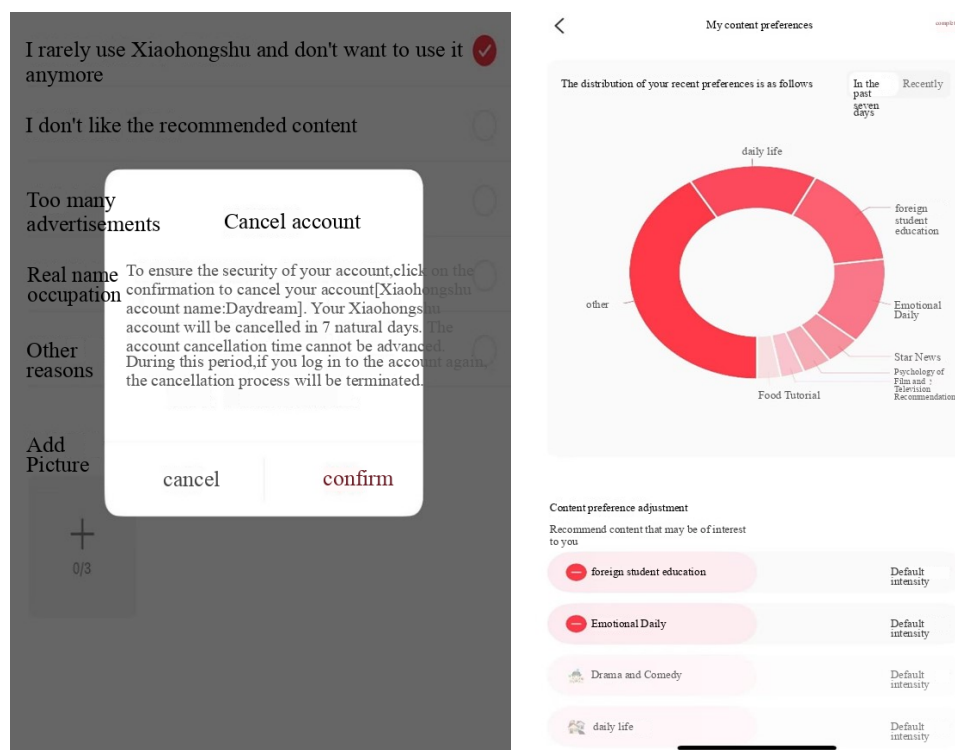 I rarely use Xiaohongshu and don't want to use it
anymore
I don't like the recommended content
Too many
advertisements
Real name
occupation
Other
reasons
Add
Picture
0/3
Cancel account
To ensure the security of your account,click on the
confirmation to cancel your account[Xiaohongshu
account name:Daydream]. Your Xiaohongshu
account will be cancelled in 7 natural days. The
account cancellation time cannot be advanced.
During this period,if you log in to the account again,
the cancellation process will be terminated.
cancel
confirm
My content preferences
The distribution of your recent preferences is as follows
In the
past
seven
days
Recently
daily life
foreign
student
education
other
Emotional
Daily
Star News
Psychology of
Film and
Television
Recommendation
Food Tutorial
Content preference adjustment
Recommend content that may be of interest
to you
foreign student education
Default
intensity
Emotional Daily
Default
intensity
Drama and Comedy
Default
intensity
daily life
Default
intensity